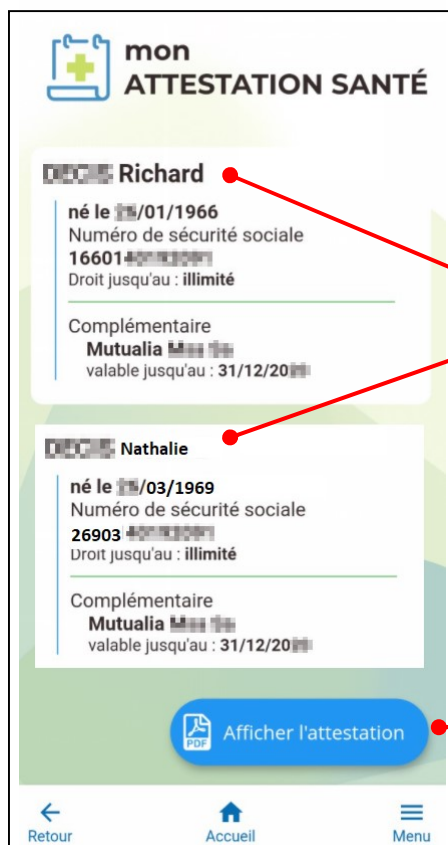 mon
ATTESTATION SANTÉ
Richard
né le /01/1966
Numéro de sécurité sociale
16601
Droit jusqu'au : illimité
Complémentaire
Mutualia
valable jusqu'au : 31/12/20
Nathalie
né le /03/1969
Numéro de sécurité sociale
26903
Droit jusqu'au : illimité
Complémentaire
Mutualia
valable jusqu'au : 31/12/20
PDF Afficher l'attestation
Retour Accueil Menu